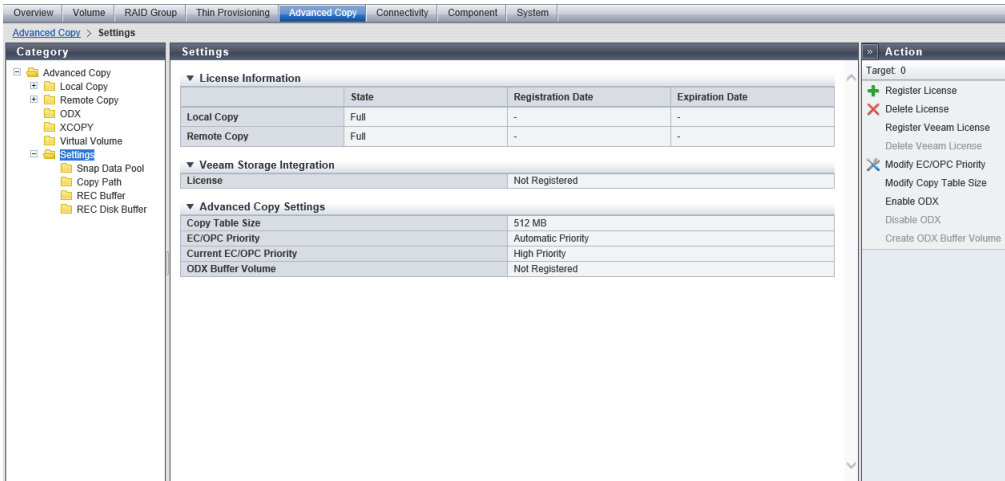 Overview Volume RAID Group Thin Provisioning Advanced Copy Connectivity Component System
Advanced Copy > Settings
Category
Advanced Copy
Local Copy
Remote Copy
ODX
XCOPY
Virtual Volume
Settings
Snap Data Pool
Copy Path
REC Buffer
REC Disk Buffer
Settings
License Information
State Registration Date Expiration Date
Local Copy Full - -
Remote Copy Full - -
Veeam Storage Integration
License Not Registered
Advanced Copy Settings
Copy Table Size 512 MB
EC/OPC Priority Automatic Priority
Current EC/OPC Priority High Priority
ODX Buffer Volume Not Registered
» Action
Target: 0
Register License
Delete License
Register Veeam License
Delete Veeam License
Modify EC/OPC Priority
Modify Copy Table Size
Enable ODX
Disable ODX
Create ODX Buffer Volume